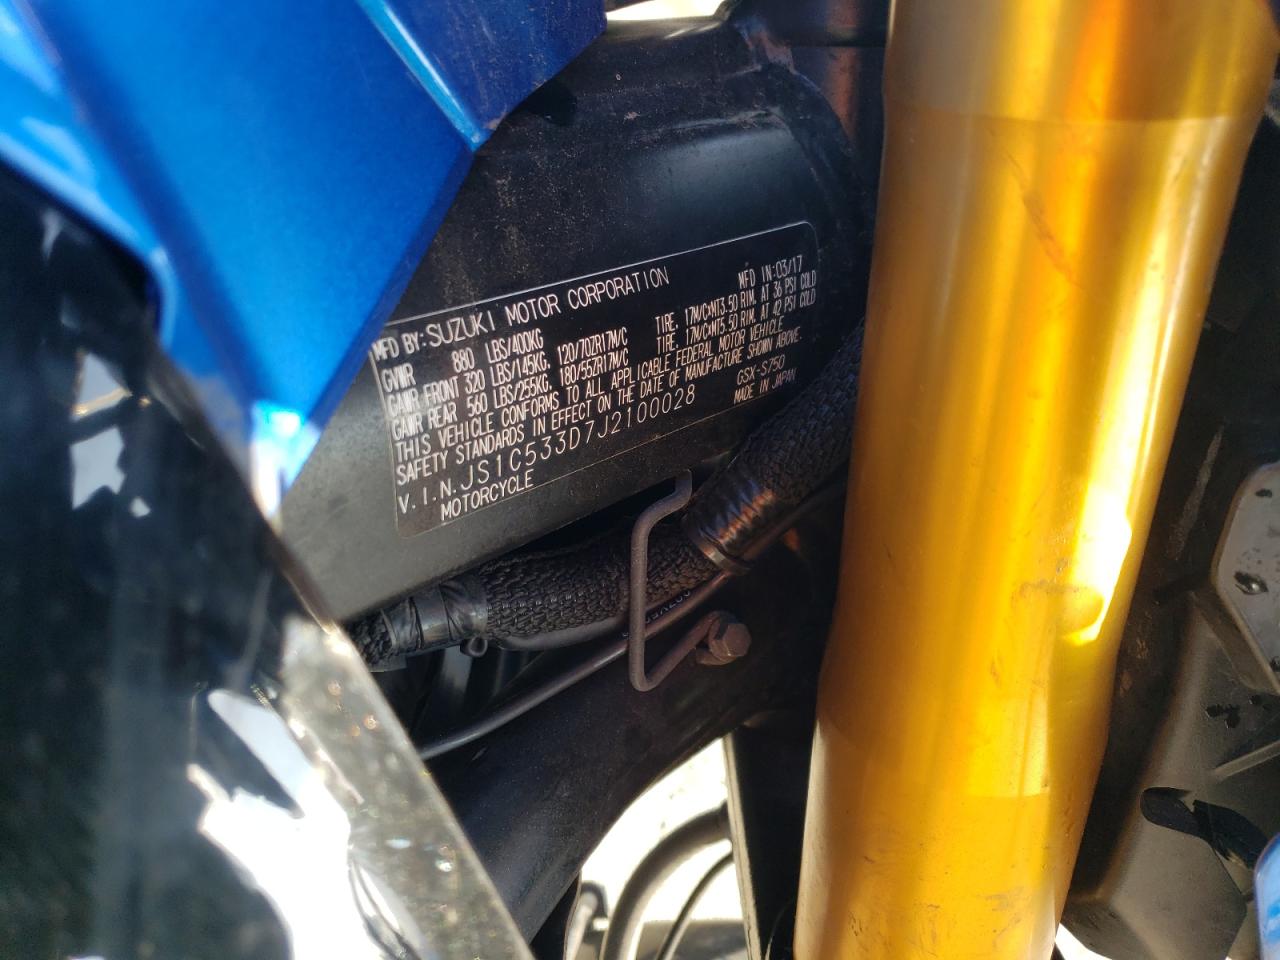 MFD BY: SUZUKI MOTOR CORPORATION MFD IN: 03/17
GVWR 880 LBS/400KG
GAWR FRONT 320 LBS/145KG. 120/70ZR17M/C TIRE. 17M/C×MT3.50 RIM. AT 36 PSI COLD
GAWR REAR 560 LBS/255KG. 180/55ZR17M/C TIRE. 17M/C×MT5.50 RIM. AT 42 PSI COLD
THIS VEHICLE CONFORMS TO ALL APPLICABLE FEDERAL MOTOR VEHICLE
SAFETY STANDARDS IN EFFECT ON THE DATE OF MANUFACTURE SHOWN ABOVE.
V.I.N. JS1C533D7J2100028 GSX-S750
MOTORCYCLE MADE IN JAPAN